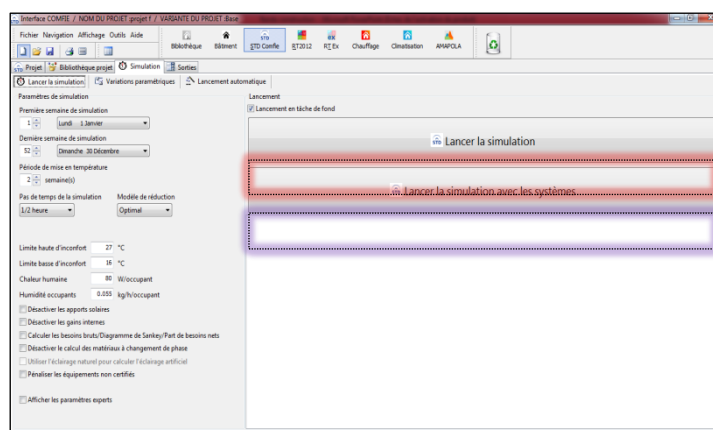 Interface COMFIE / NOM DU PROJET :projet f / VARIANTE DU PROJET :Base
Fichier Navigation Affichage Outils Aide
Bibliothèque Bâtiment STD Comfie RT2012 RT Ex Chauffage Climatisation AMAPOLA
Projet Bibliothèque projet Simulation Sorties
Lancer la simulation Variations paramétriques Lancement automatique
Paramètres de simulation
Première semaine de simulation
1 Lundi 1 Janvier
Dernière semaine de simulation
52 Dimanche 30 Décembre
Période de mise en température
2 semaine(s)
Pas de temps de la simulation Modèle de réduction
1/2 heure Optimal
Limite haute d'inconfort 27 °C
Limite basse d'inconfort 16 °C
Chaleur humaine 80 W/occupant
Humidité occupants 0.055 kg/h/occupant
Désactiver les apports solaires
Désactiver les gains internes
Calculer les besoins bruts/Diagramme de Sankey/Part de besoins nets
Désactiver le calcul des matériaux à changement de phase
Utiliser l'éclairage naturel pour calculer l'éclairage artificiel
Pénaliser les équipements non certifiés
Afficher les paramètres experts
Lancement
Lancement en tâche de fond
STD Lancer la simulation
Lancer la simulation avec les systèmes